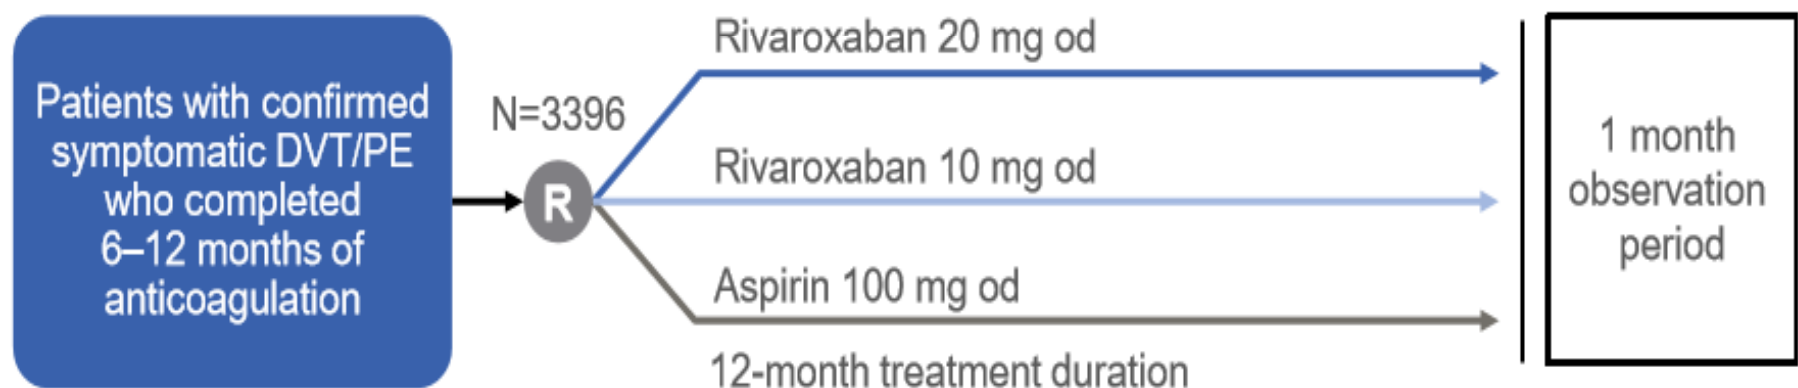 Patients with confirmed
symptomatic DVT/PE
who completed
6–12 months of
anticoagulation
N=3396
R
Rivaroxaban 20 mg od
Rivaroxaban 10 mg od
Aspirin 100 mg od
12-month treatment duration
1 month
observation
period